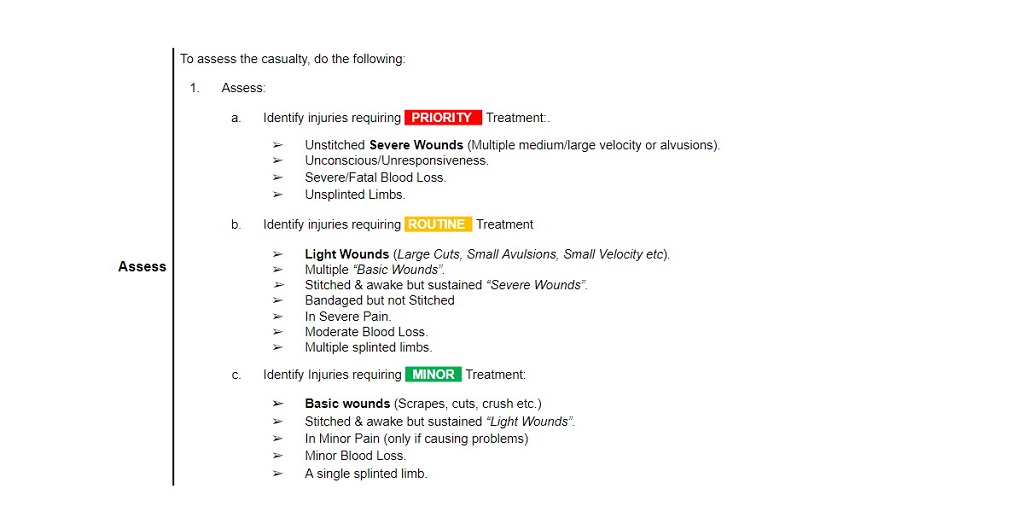 To assess the casualty, do the following:
1. Assess:
a. Identify injuries requiring PRIORITY Treatment:.
➢ Unstitched Severe Wounds (Multiple medium/large velocity or alvusions).
➢ Unconscious/Unresponsiveness.
➢ Severe/Fatal Blood Loss.
➢ Unsplinted Limbs.
b. Identify injuries requiring ROUTINE Treatment
Assess
➢ Light Wounds (Large Cuts, Small Avulsions, Small Velocity etc).
➢ Multiple “Basic Wounds”.
➢ Stitched & awake but sustained “Severe Wounds”.
➢ Bandaged but not Stitched
➢ In Severe Pain.
➢ Moderate Blood Loss.
➢ Multiple splinted limbs.
c. Identify Injuries requiring MINOR Treatment:
➢ Basic wounds (Scrapes, cuts, crush etc.)
➢ Stitched & awake but sustained “Light Wounds”.
➢ In Minor Pain (only if causing problems)
➢ Minor Blood Loss.
➢ A single splinted limb.